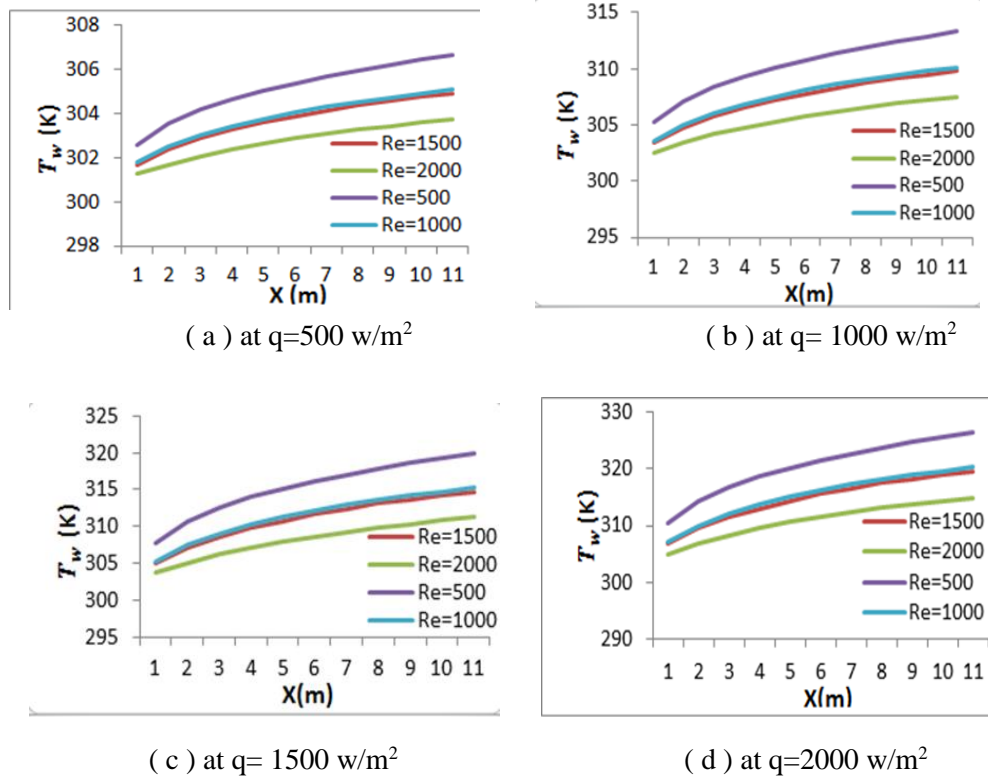 308
306
304
302
300
298
T_w (K)
Re=1500
Re=2000
Re=500
Re=1000
1 2 3 4 5 6 7 8 9 10 11
X (m)
( a ) at q=500 w/m²
315
310
305
300
295
T_w (K)
Re=1500
Re=2000
Re=500
Re=1000
1 2 3 4 5 6 7 8 9 10 11
X(m)
( b ) at q= 1000 w/m²
325
320
315
310
305
300
295
T_w (K)
Re=1500
Re=2000
Re=500
Re=1000
1 2 3 4 5 6 7 8 9 10 11
X(m)
( c ) at q= 1500 w/m²
330
320
310
300
290
T_w (K)
Re=1500
Re=2000
Re=500
Re=1000
1 2 3 4 5 6 7 8 9 10 11
X(m)
( d ) at q=2000 w/m²